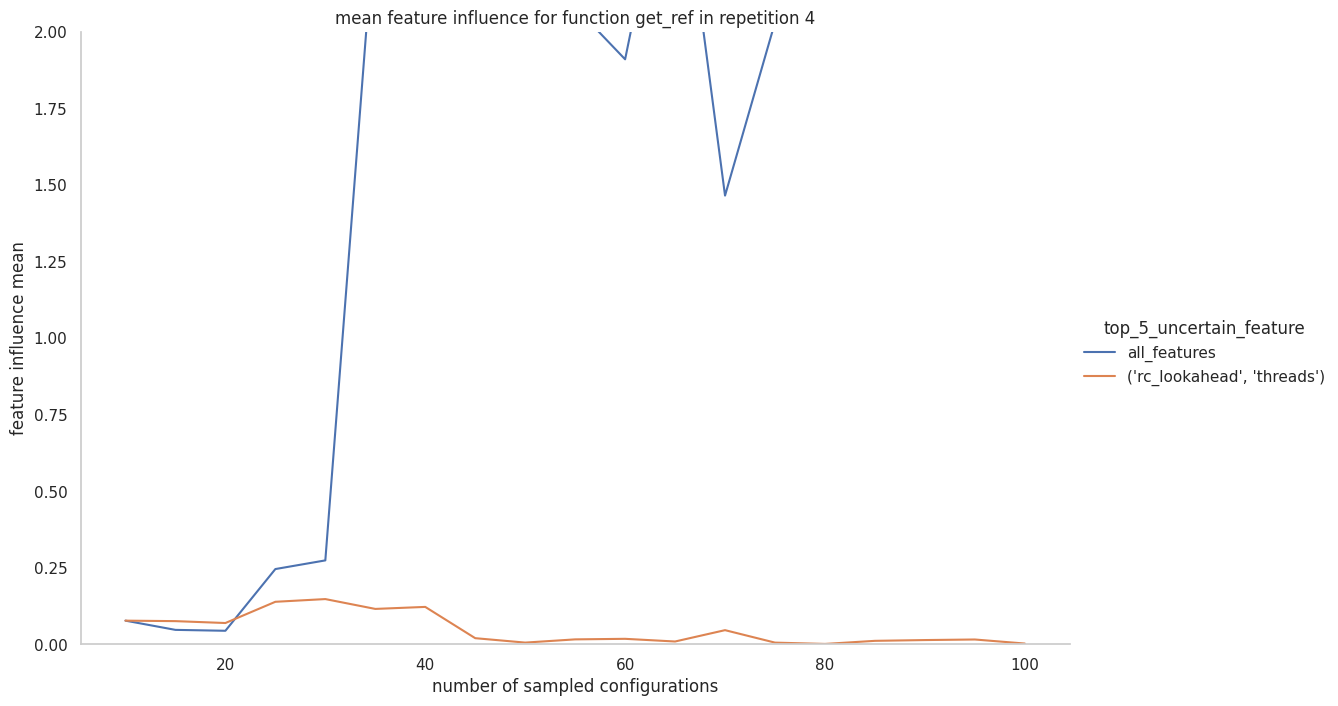 mean feature influence for function get_ref in repetition 4
2.00
1.75
1.50
1.25
1.00
0.75
0.50
0.25
0.00
feature influence mean
20
40
60
80
100
number of sampled configurations
top_5_uncertain_feature
all_features
('rc_lookahead', 'threads')